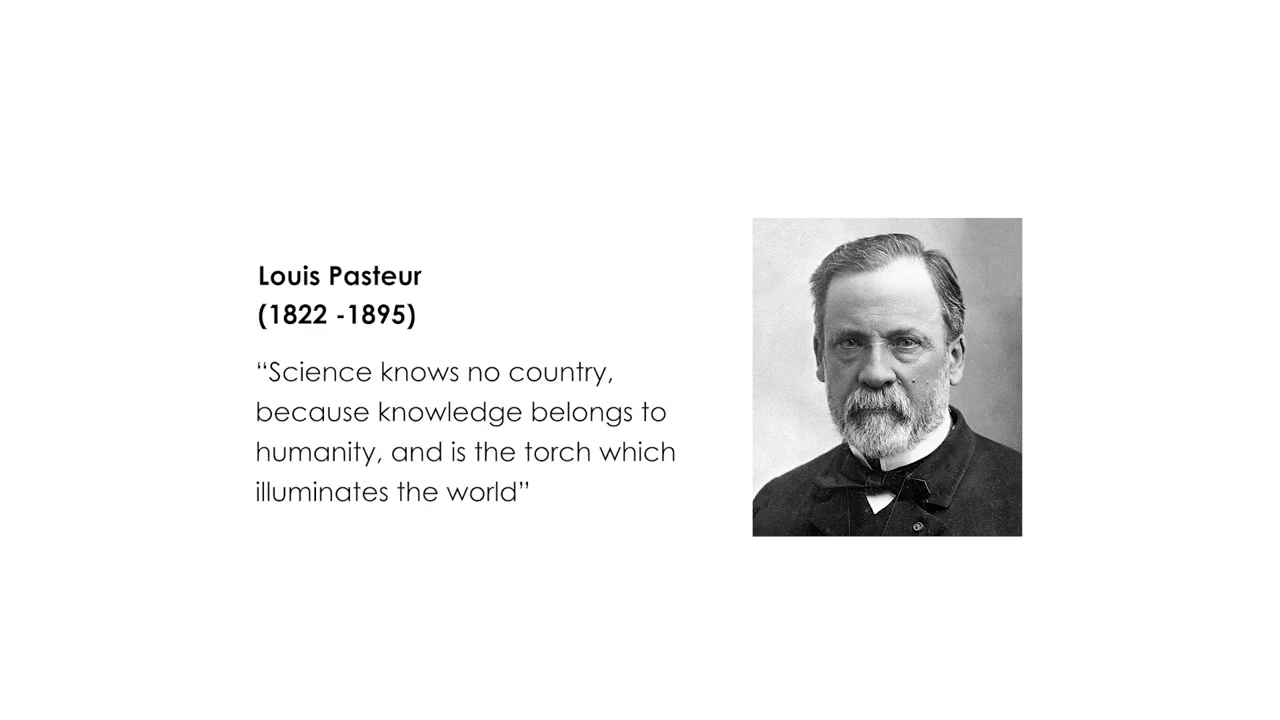 Louis Pasteur
(1822 -1895)
“Science knows no country,
because knowledge belongs to
humanity, and is the torch which
illuminates the world”